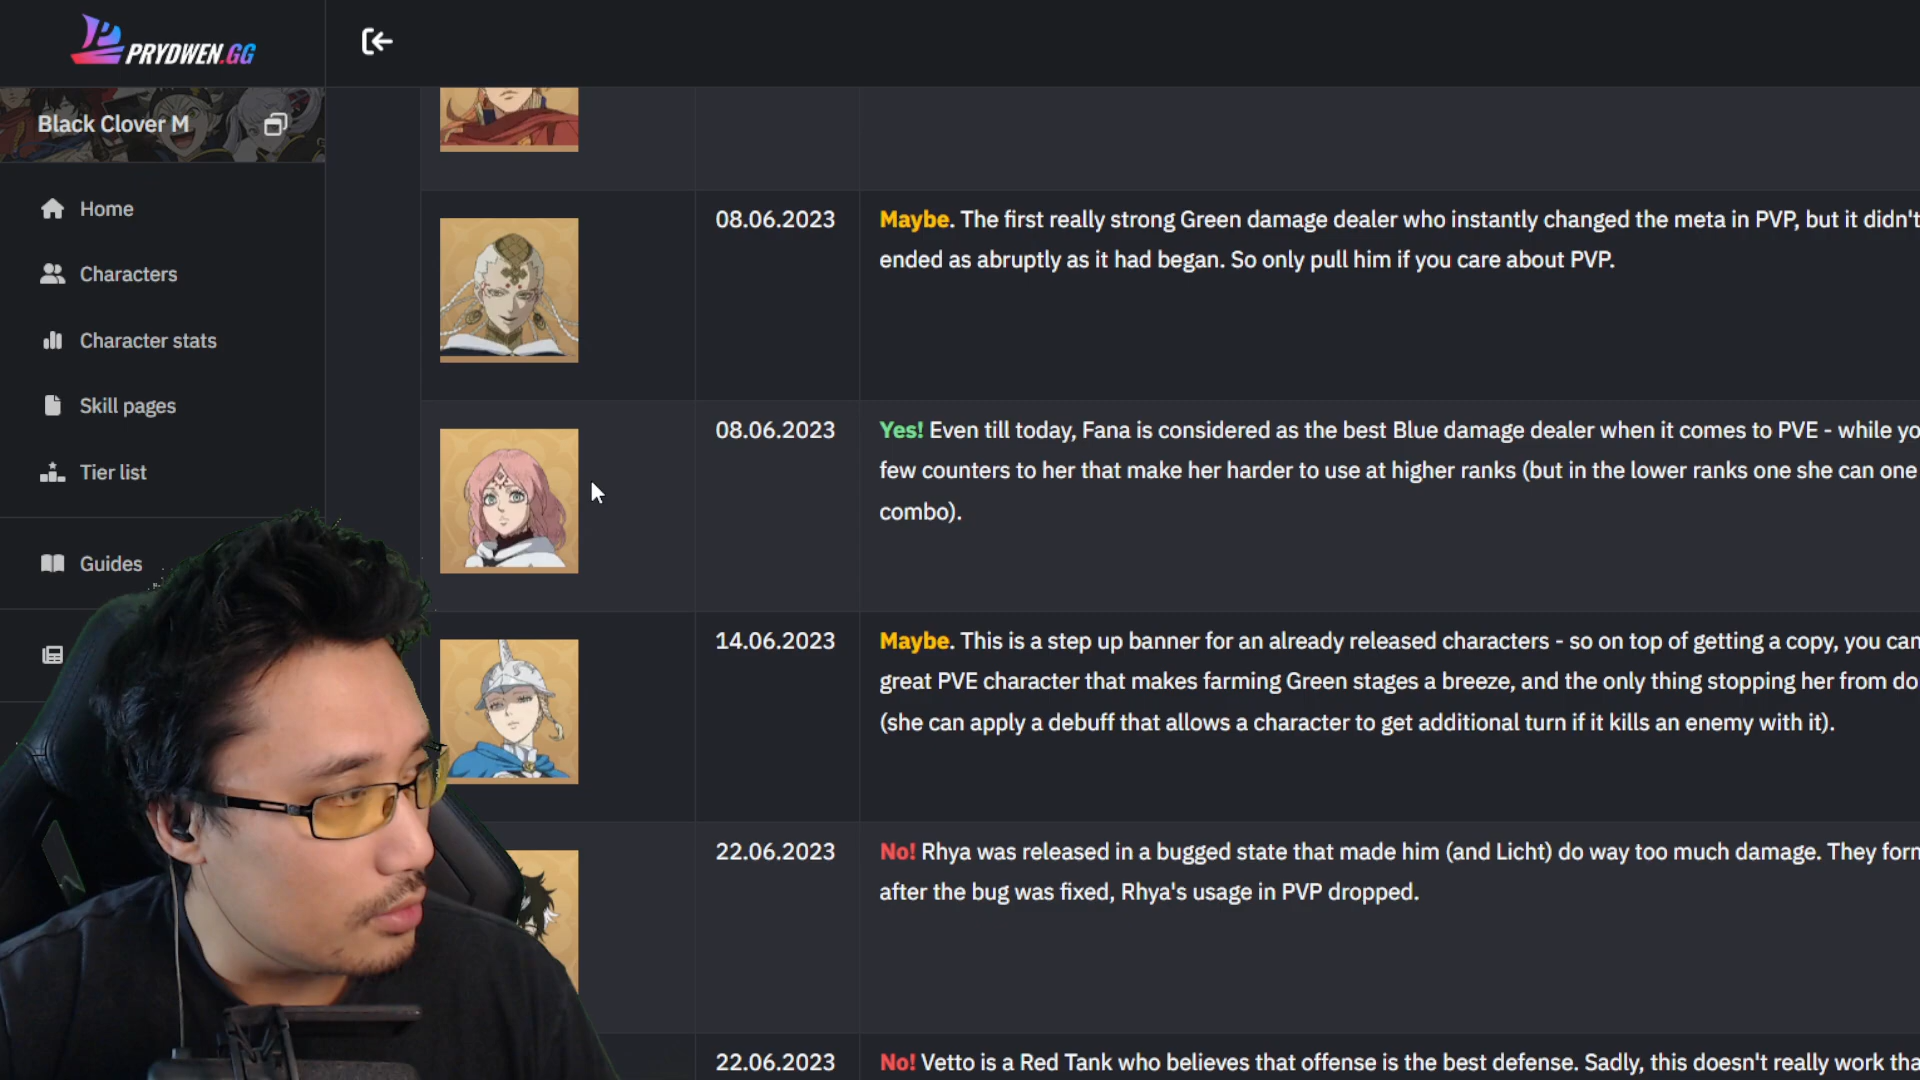 PRYDWEN.GG
Black Clover M
Home
Characters
Character stats
Skill pages
Tier list
Guides
08.06.2023
Maybe. The first really strong Green damage dealer who instantly changed the meta in PVP, but it didn't
ended as abruptly as it had began. So only pull him if you care about PVP.
08.06.2023
Yes! Even till today, Fana is considered as the best Blue damage dealer when it comes to PVE - while yo
few counters to her that make her harder to use at higher ranks (but in the lower ranks one she can one
combo).
14.06.2023
Maybe. This is a step up banner for an already released characters - so on top of getting a copy, you can
great PVE character that makes farming Green stages a breeze, and the only thing stopping her from do
(she can apply a debuff that allows a character to get additional turn if it kills an enemy with it).
22.06.2023
No! Rhya was released in a bugged state that made him (and Licht) do way too much damage. They form
after the bug was fixed, Rhya's usage in PVP dropped.
22.06.2023
No! Vetto is a Red Tank who believes that offense is the best defense. Sadly, this doesn't really work tha